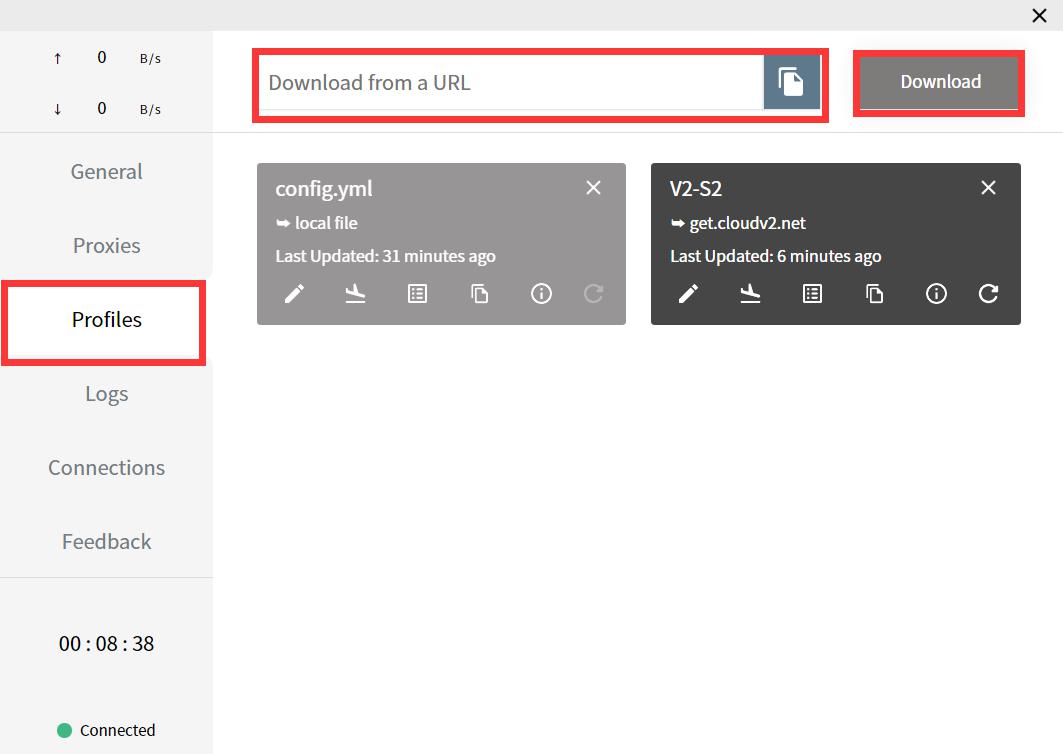 ↑ 0 B/s
↓ 0 B/s
General
Proxies
Profiles
Logs
Connections
Feedback
00 : 08 : 38
Connected
Download from a URL
Download
config.yml
local file
Last Updated: 31 minutes ago
V2-S2
get.cloudv2.net
Last Updated: 6 minutes ago